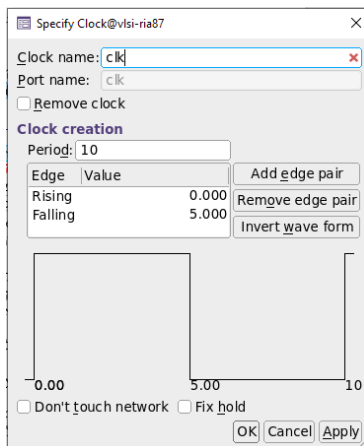 Specify Clock@vlsi-ria87
Clock name: clk
Port name: clk
Remove clock
Clock creation
Period: 10
Edge Value
Add edge pair
Rising 0.000
Remove edge pair
Falling 5.000
Invert wave form
0.00 5.00 10
Don't touch network Fix hold
OK Cancel Apply